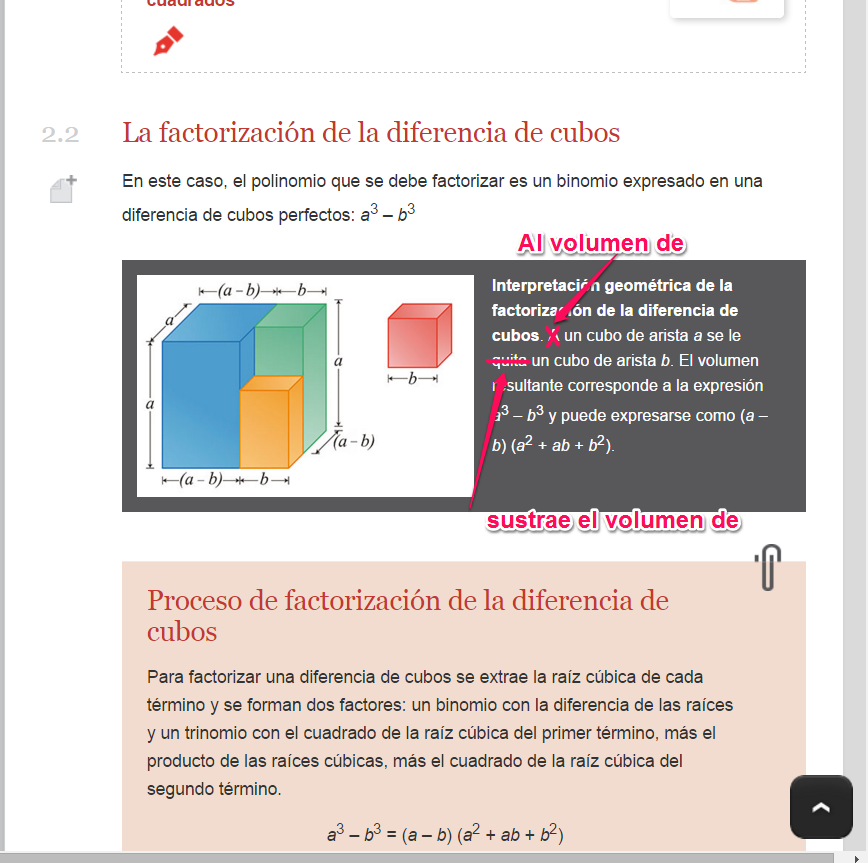 cuadrados
2.2 La factorización de la diferencia de cubos
En este caso, el polinomio que se debe factorizar es un binomio expresado en una
diferencia de cubos perfectos: a³ – b³
Al volumen de
(a – b) b
a
a
a
(a – b)
(a – b) b
b
Interpretación geométrica de la
factorización de la diferencia de
cubos. A un cubo de arista a se le
quita un cubo de arista b. El volumen
resultante corresponde a la expresión
a³ – b³ y puede expresarse como (a –
b) (a² + ab + b²).
sustrae el volumen de
Proceso de factorización de la diferencia de
cubos
Para factorizar una diferencia de cubos se extrae la raíz cúbica de cada
término y se forman dos factores: un binomio con la diferencia de las raíces
y un trinomio con el cuadrado de la raíz cúbica del primer término, más el
producto de las raíces cúbicas, más el cuadrado de la raíz cúbica del
segundo término.
a³ – b³ = (a – b) (a² + ab + b²)